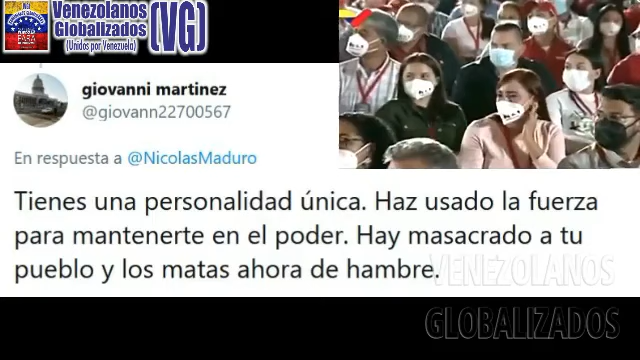 Venezolanos
Globalizados
(Unidos por Venezuela)
(VG)
giovanni martinez
@giovann22700567
En respuesta a @NicolasMaduro
Tienes una personalidad única. Haz usado la fuerza
para mantenerte en el poder. Hay masacrado a tu
pueblo y los matas ahora de hambre.
VENEZOLANOS
GLOBALIZADOS